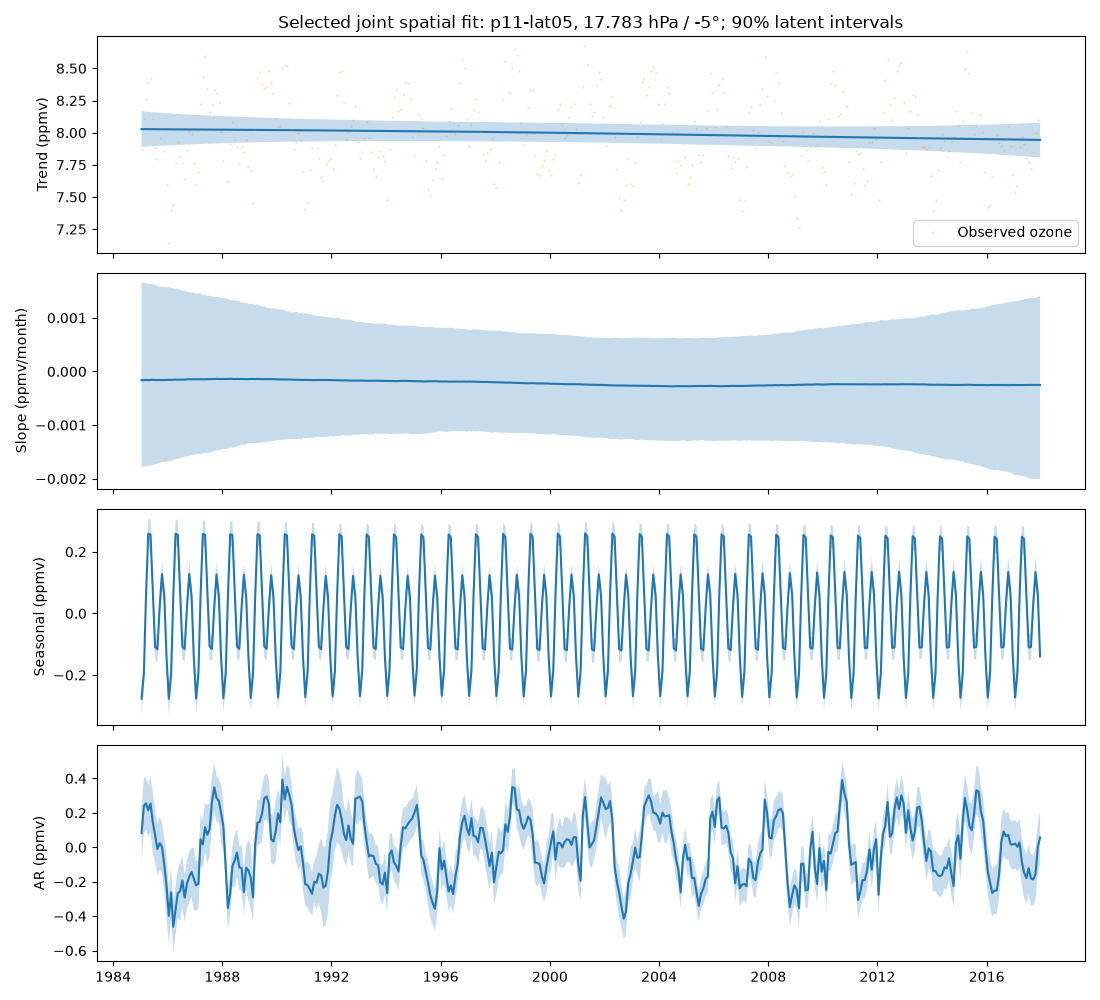 Selected joint spatial fit: p11-lat05, 17.783 hPa / -5°; 90% latent intervals
Trend (ppmv)
8.50
8.25
8.00
7.75
7.50
7.25
Observed ozone
Slope (ppmv/month)
0.001
0.000
−0.001
−0.002
Seasonal (ppmv)
0.2
0.0
−0.2
AR (ppmv)
0.4
0.2
0.0
−0.2
−0.4
−0.6
1984 1988 1992 1996 2000 2004 2008 2012 2016